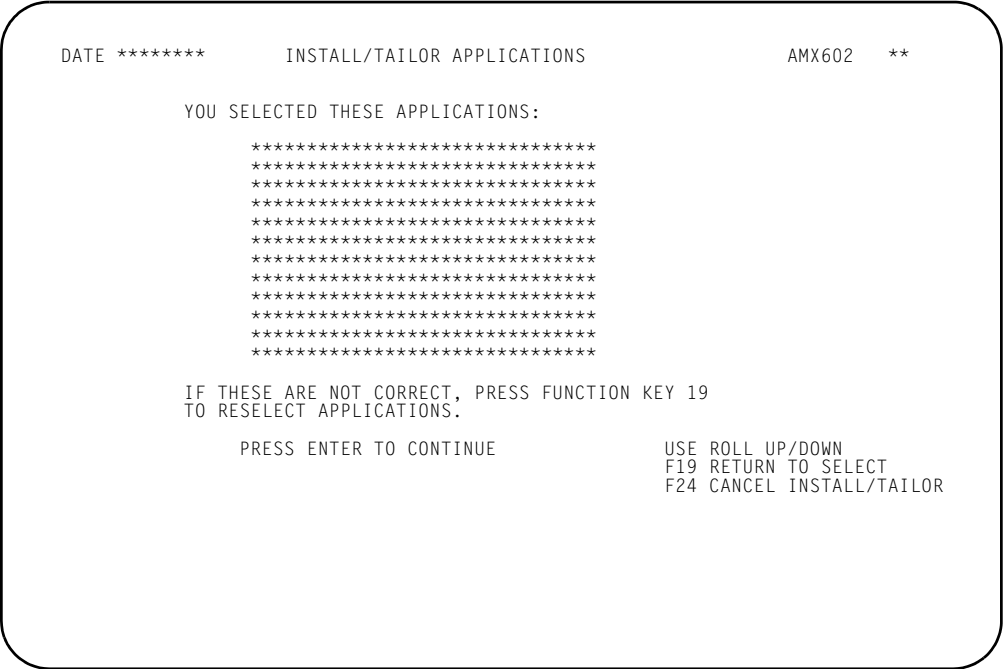 DATE ******** INSTALL/TAILOR APPLICATIONS AMX602 **
YOU SELECTED THESE APPLICATIONS:
*******************************
*******************************
*******************************
*******************************
*******************************
*******************************
*******************************
*******************************
*******************************
*******************************
*******************************
*******************************
IF THESE ARE NOT CORRECT, PRESS FUNCTION KEY 19
TO RESELECT APPLICATIONS.
PRESS ENTER TO CONTINUE USE ROLL UP/DOWN
F19 RETURN TO SELECT
F24 CANCEL INSTALL/TAILOR